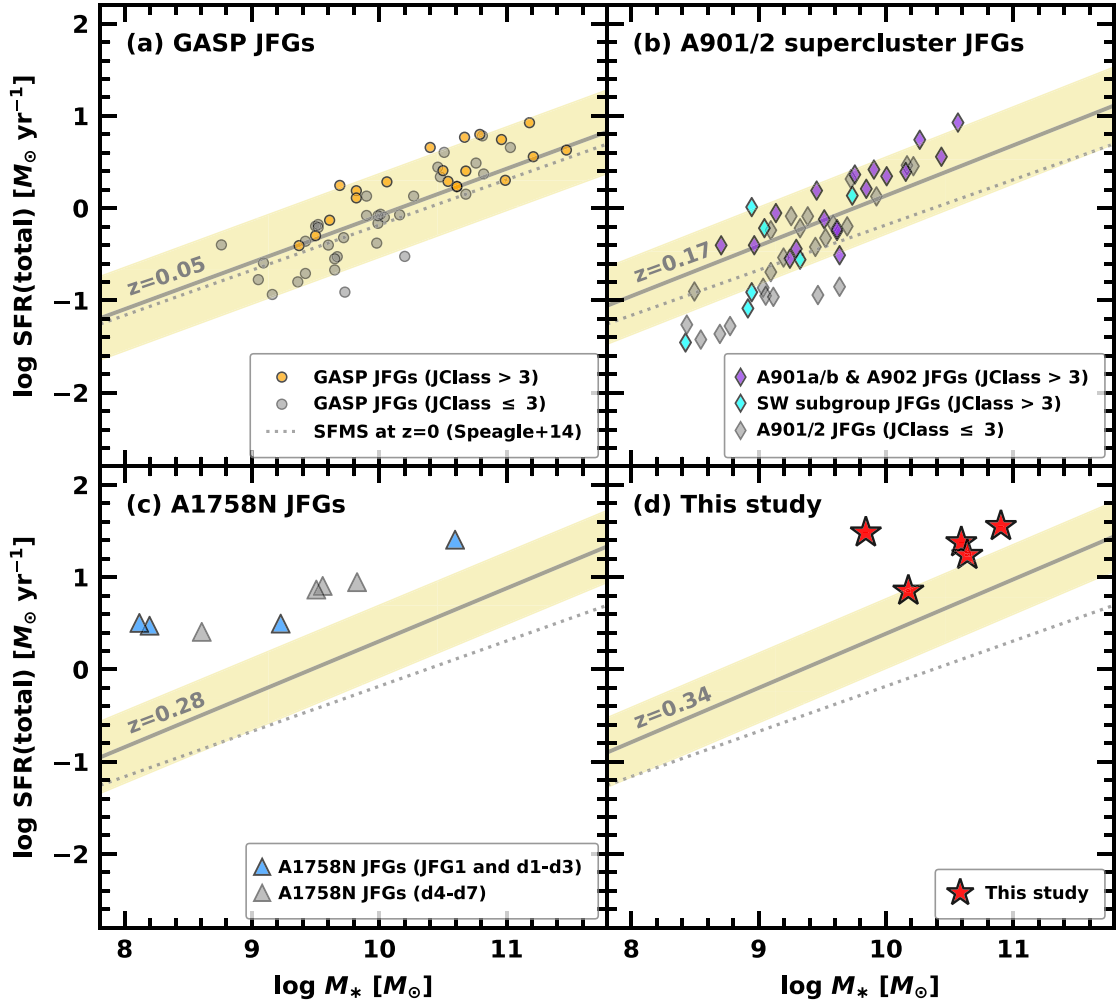 (a) GASP JFGs
(b) A901/2 supercluster JFGs
log SFR(total) [M⊙ yr⁻¹]
2
1
0
−1
−2
z=0.05
z=0.17
GASP JFGs (JClass > 3)
GASP JFGs (JClass ≤ 3)
SFMS at z=0 (Speagle+14)
A901a/b & A902 JFGs (JClass > 3)
SW subgroup JFGs (JClass > 3)
A901/2 JFGs (JClass ≤ 3)
(c) A1758N JFGs
(d) This study
log SFR(total) [M⊙ yr⁻¹]
2
1
0
−1
−2
z=0.28
z=0.34
A1758N JFGs (JFG1 and d1-d3)
A1758N JFGs (d4-d7)
This study
8 9 10 11
8 9 10 11
log M∗ [M⊙]
log M∗ [M⊙]